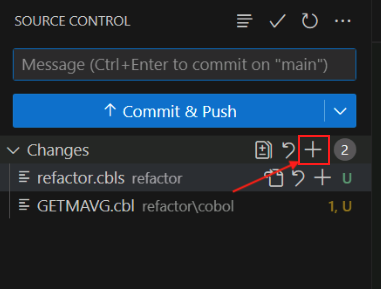 SOURCE CONTROL
Message (Ctrl+Enter to commit on "main")
Commit & Push
Changes 2
refactor.cbls refactor U
GETMAVG.cbl refactor\cobol 1, U